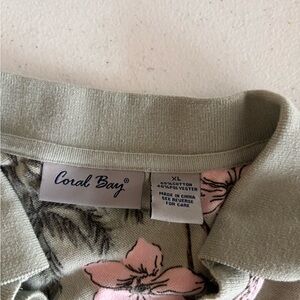 Coral Bay®
XL
60%COTTON
40%POLYESTER
MADE IN CHINA
SEE REVERSE
FOR CARE